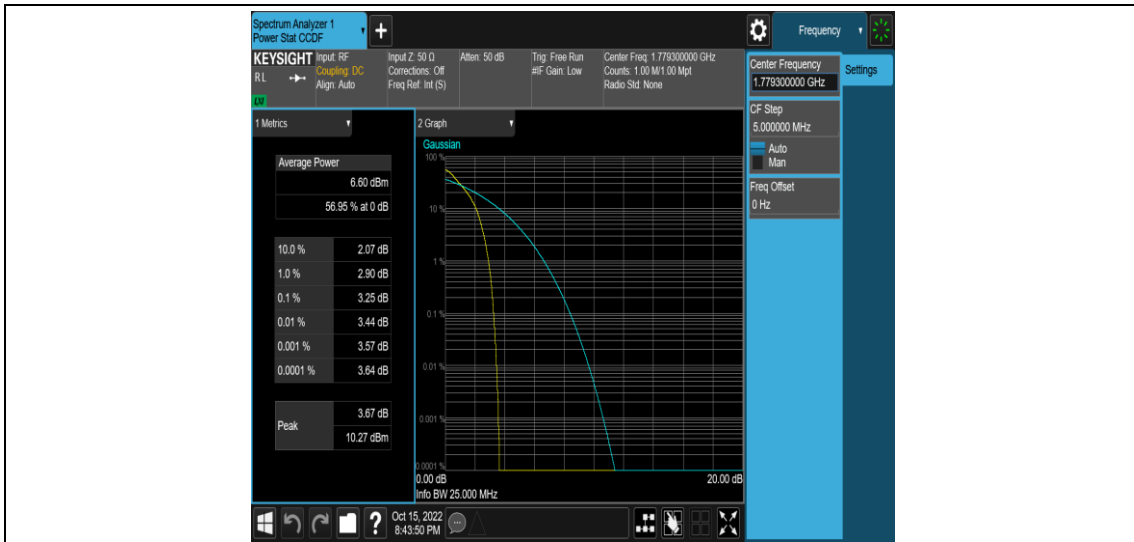 Spectrum Analyzer 1
Power Stat CCDF
+
Frequency
KEYSIGHT
RL
LXI
Input: RF
Coupling: DC
Align: Auto
Input Z: 50 Ω
Corrections: Off
Freq Ref: Int (S)
Atten: 50 dB
Trig: Free Run
#IF Gain: Low
Center Freq: 1.779300000 GHz
Counts: 1.00 M/1.00 Mpt
Radio Std: None
Center Frequency
1.779300000 GHz
Settings
CF Step
5.000000 MHz
Auto
Man
Freq Offset
0 Hz
1 Metrics
Average Power
6.60 dBm
56.95 % at 0 dB
10.0 % 2.07 dB
1.0 % 2.90 dB
0.1 % 3.25 dB
0.01 % 3.44 dB
0.001 % 3.57 dB
0.0001 % 3.64 dB
Peak
3.67 dB
10.27 dBm
2 Graph
Gaussian
100 %
10 %
1 %
0.1 %
0.01 %
0.001 %
0.0001 %
0.00 dB 20.00 dB
Info BW 25.000 MHz
?
Oct 15, 2022
8:43:50 PM